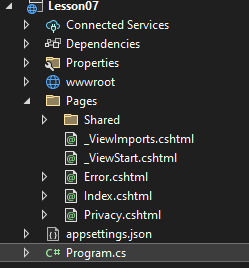 Lesson07
Connected Services
Dependencies
Properties
wwwroot
Pages
Shared
_ViewImports.cshtml
_ViewStart.cshtml
Error.cshtml
Index.cshtml
Privacy.cshtml
appsettings.json
C# Program.cs